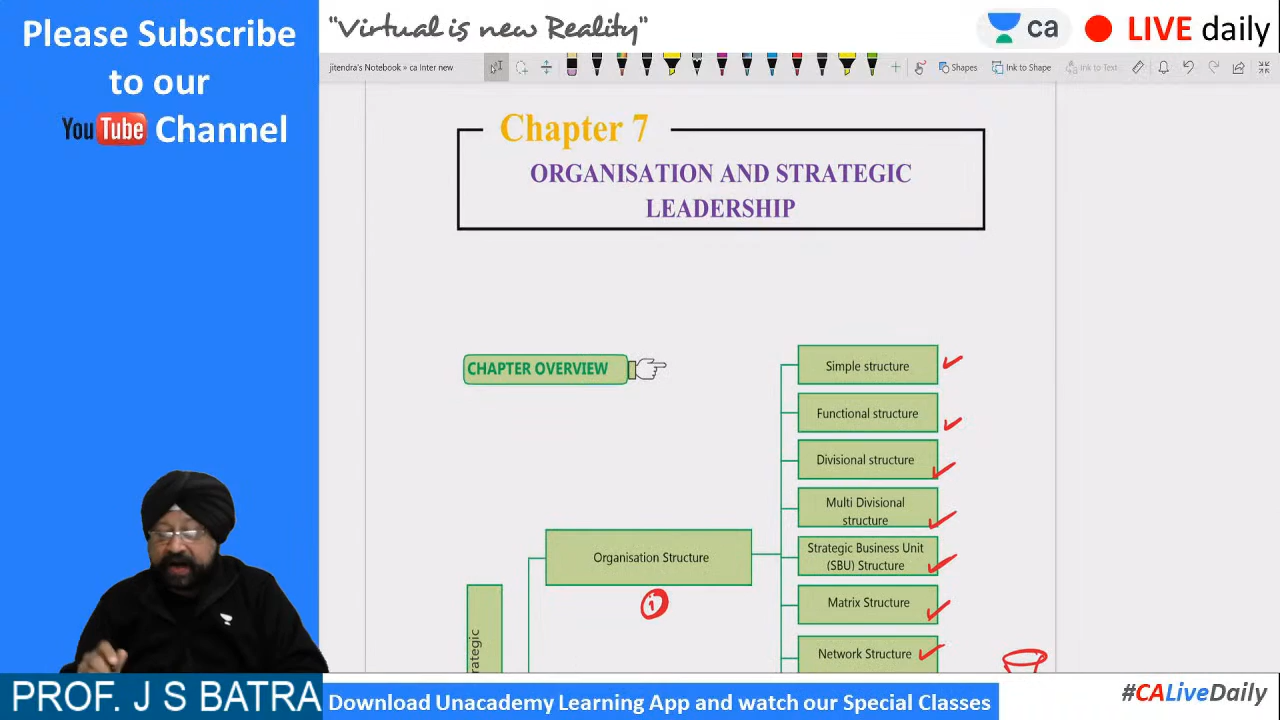 Please Subscribe
to our
YouTube Channel
"Virtual is new Reality"
ca
LIVE daily
jitendra's Notebook » ca Inter new
Shapes
Ink to Shape
Ink to Text
Chapter 7
ORGANISATION AND STRATEGIC
LEADERSHIP
CHAPTER OVERVIEW
Simple structure
Functional structure
Divisional structure
Multi Divisional
structure
Organisation Structure
Strategic Business Unit
(SBU) Structure
1
Matrix Structure
Network Structure
rategic
PROF. J S BATRA
Download Unacademy Learning App and watch our Special Classes
#CALiveDaily